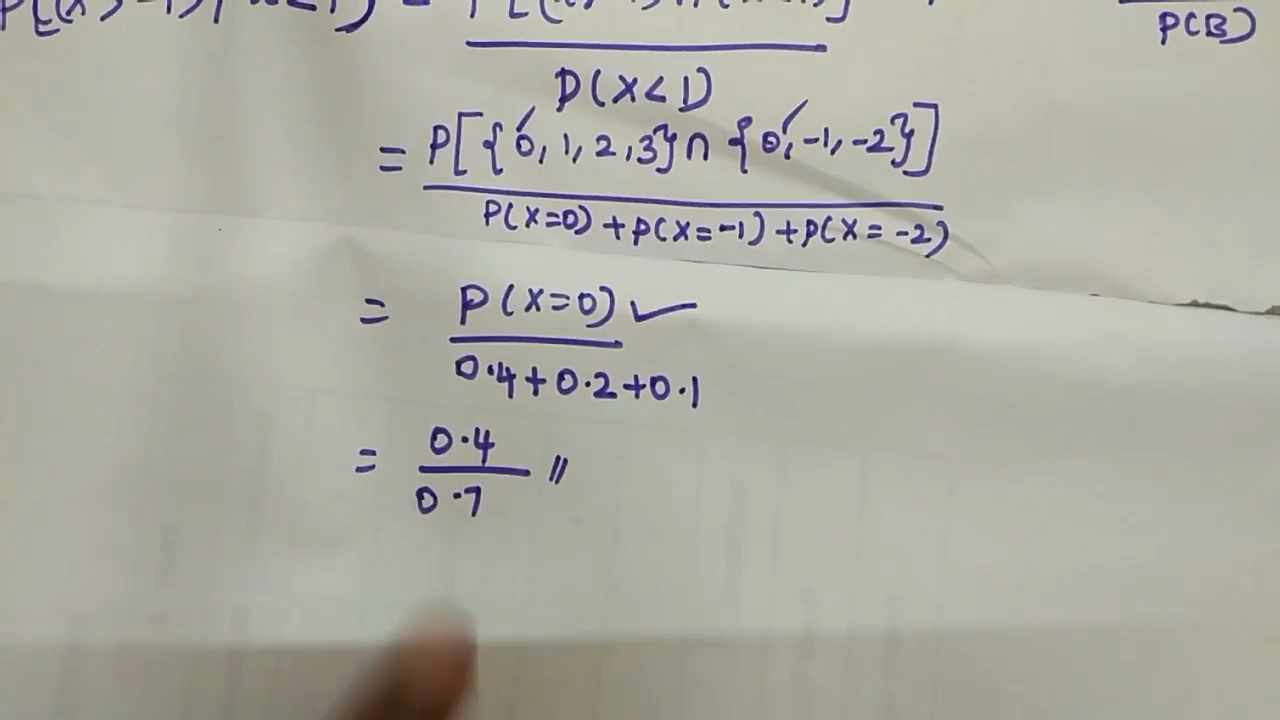 P(B)
P(X<1)
= P[{0, 1, 2, 3} ∩ {0, -1, -2}]
P(X=0) + P(X=-1) + P(X=-2)
= P(X=0) ✓
0.4+0.2+0.1
= 0.4 //
0.7